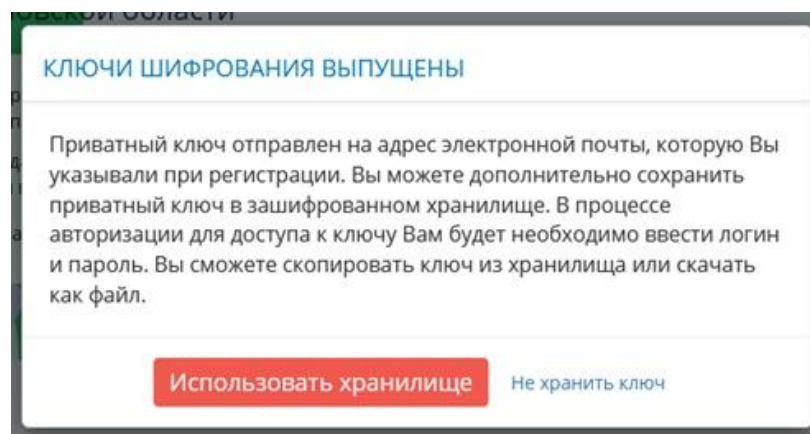 ской области
КЛЮЧИ ШИФРОВАНИЯ ВЫПУЩЕНЫ
Приватный ключ отправлен на адрес электронной почты, которую Вы
указывали при регистрации. Вы можете дополнительно сохранить
приватный ключ в зашифрованном хранилище. В процессе
авторизации для доступа к ключу Вам будет необходимо ввести логин
и пароль. Вы сможете скопировать ключ из хранилища или скачать
как файл.
Использовать хранилище Не хранить ключ